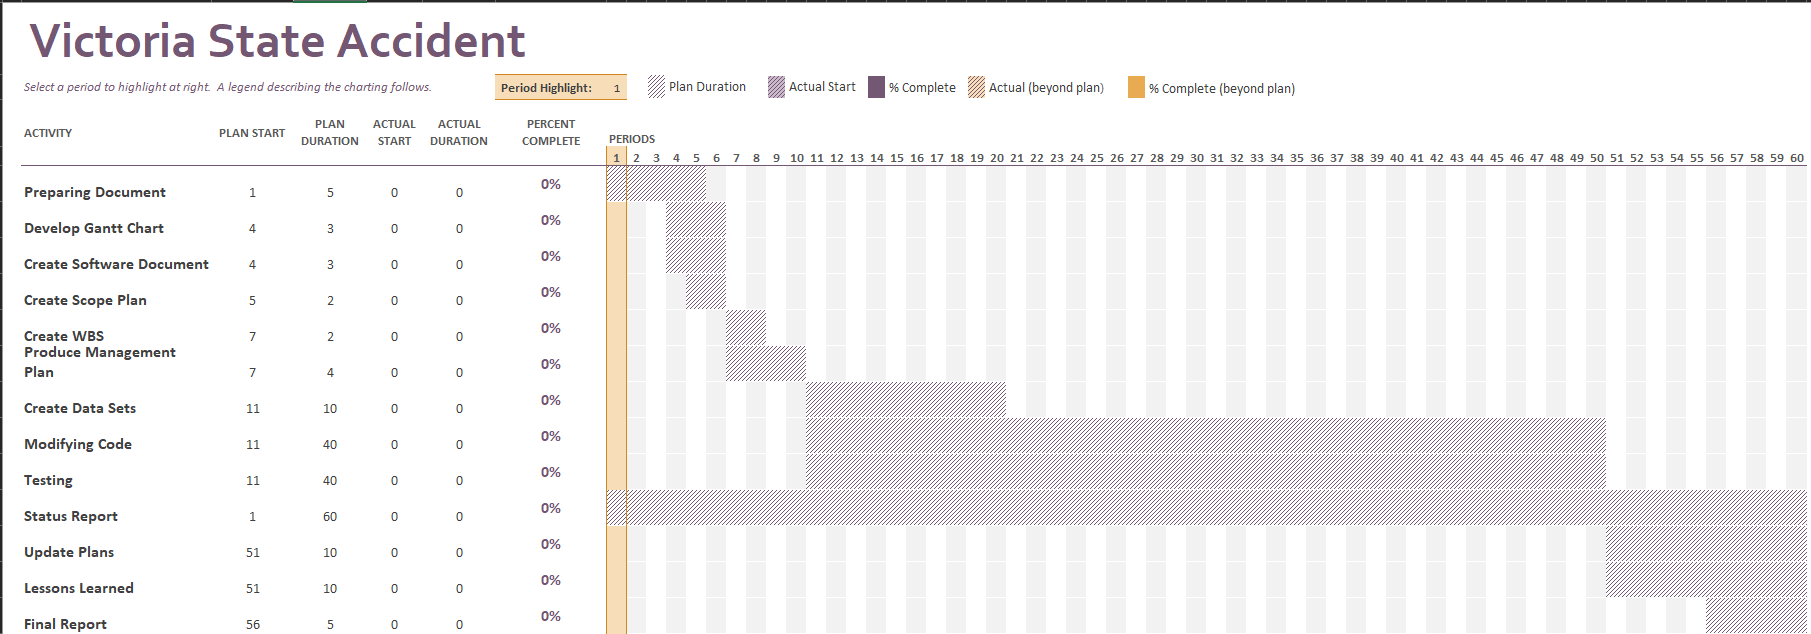 Victoria State Accident
Select a period to highlight at right. A legend describing the charting follows.
Period Highlight: 1
Plan Duration
Actual Start
% Complete
Actual (beyond plan)
% Complete (beyond plan)
ACTIVITY PLAN START PLAN DURATION ACTUAL START ACTUAL DURATION PERCENT COMPLETE PERIODS
1 2 3 4 5 6 7 8 9 10 11 12 13 14 15 16 17 18 19 20 21 22 23 24 25 26 27 28 29 30 31 32 33 34 35 36 37 38 39 40 41 42 43 44 45 46 47 48 49 50 51 52 53 54 55 56 57 58 59 60
Preparing Document 1 5 0 0 0%
Develop Gantt Chart 4 3 0 0 0%
Create Software Document 4 3 0 0 0%
Create Scope Plan 5 2 0 0 0%
Create WBS 7 2 0 0 0%
Produce Management
Plan 7 4 0 0 0%
Create Data Sets 11 10 0 0 0%
Modifying Code 11 40 0 0 0%
Testing 11 40 0 0 0%
Status Report 1 60 0 0 0%
Update Plans 51 10 0 0 0%
Lessons Learned 51 10 0 0 0%
Final Report 56 5 0 0 0%